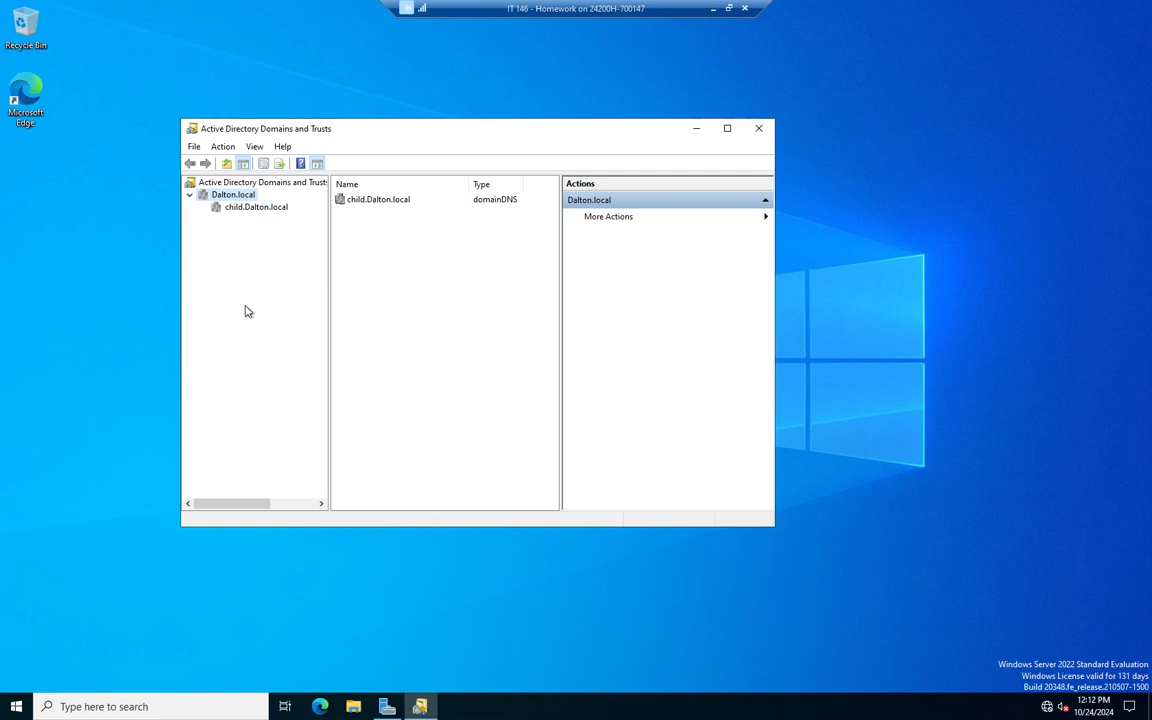 IT 146 - Homework on 24200H-700147
Recycle Bin
Microsoft
Edge
Active Directory Domains and Trusts
File Action View Help
Active Directory Domains and Trusts
Dalton.local
child.Dalton.local
Name Type
child.Dalton.local domainDNS
Actions
Dalton.local
More Actions
Windows Server 2022 Standard Evaluation
Windows License valid for 131 days
Build 20348.fe_release.210507-1500
Type here to search
12:12 PM
10/24/2024